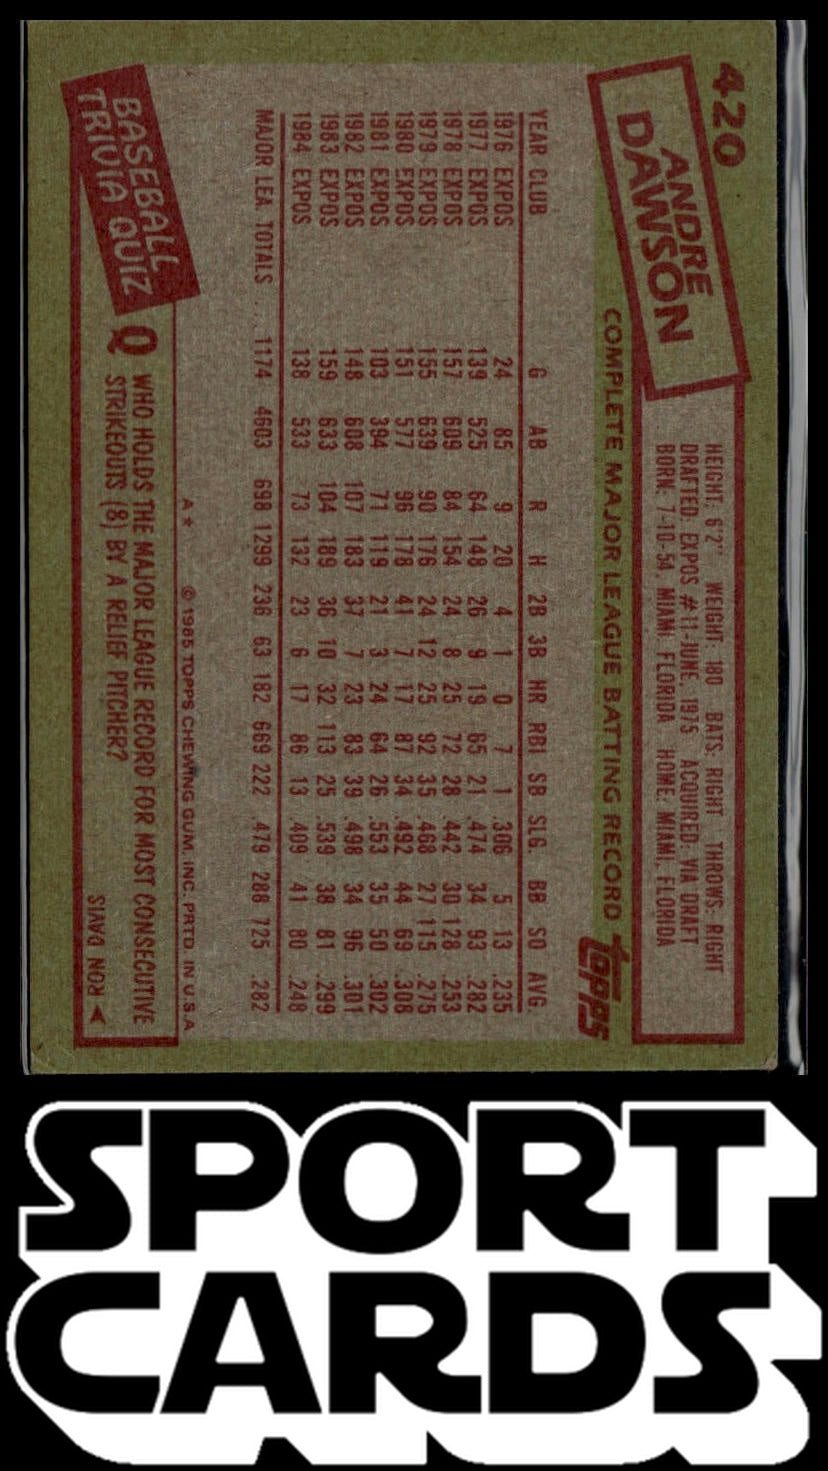 420
ANDRE
DAWSON
HEIGHT: 6'2" WEIGHT: 180 BATS: RIGHT THROWS: RIGHT
DRAFTED: EXPOS #11-JUNE, 1975 ACQUIRED: VIA DRAFT
BORN: 7-10-54, MIAMI, FLORIDA HOME: MIAMI, FLORIDA
COMPLETE MAJOR LEAGUE BATTING RECORD
topps
YEAR CLUB G AB R H 2B 3B HR RBI SB SLG. BB SO AVG.
1976 EXPOS 24 85 9 20 4 1 0 7 1 .306 5 13 .235
1977 EXPOS 139 525 64 148 26 9 19 65 21 .474 34 93 .282
1978 EXPOS 157 609 84 154 24 8 25 72 28 .442 30 128 .253
1979 EXPOS 155 639 90 176 24 12 25 92 35 .468 27 115 .275
1980 EXPOS 151 577 96 178 41 7 17 87 34 .492 44 69 .308
1981 EXPOS 103 394 71 119 21 3 24 64 26 .553 35 50 .302
1982 EXPOS 148 608 107 183 37 7 23 83 39 .498 34 96 .301
1983 EXPOS 159 633 104 189 36 10 32 113 25 .539 38 81 .299
1984 EXPOS 138 533 73 132 23 6 17 86 13 .409 41 80 .248
MAJOR LEA. TOTALS 1174 4603 698 1299 236 63 182 669 222 .479 288 725 .282
A* © 1985 TOPPS CHEWING GUM, INC. PRTD. IN U.S.A.
BASEBALL
TRIVIA QUIZ
Q WHO HOLDS THE MAJOR LEAGUE RECORD FOR MOST CONSECUTIVE
STRIKEOUTS (8) BY A RELIEF PITCHER?
RON DAVIS
SPORT
CARDS